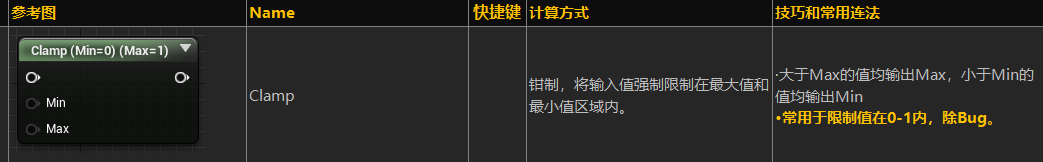 参考图 Name 快捷键 计算方式 技巧和常用连法
Clamp (Min=0) (Max=1)
Min
Max
Clamp
钳制，将输入值强制限制在最大值和
最小值区域内。
·大于Max的值均输出Max，小于Min的
值均输出Min
•常用于限制值在0-1内，除Bug。